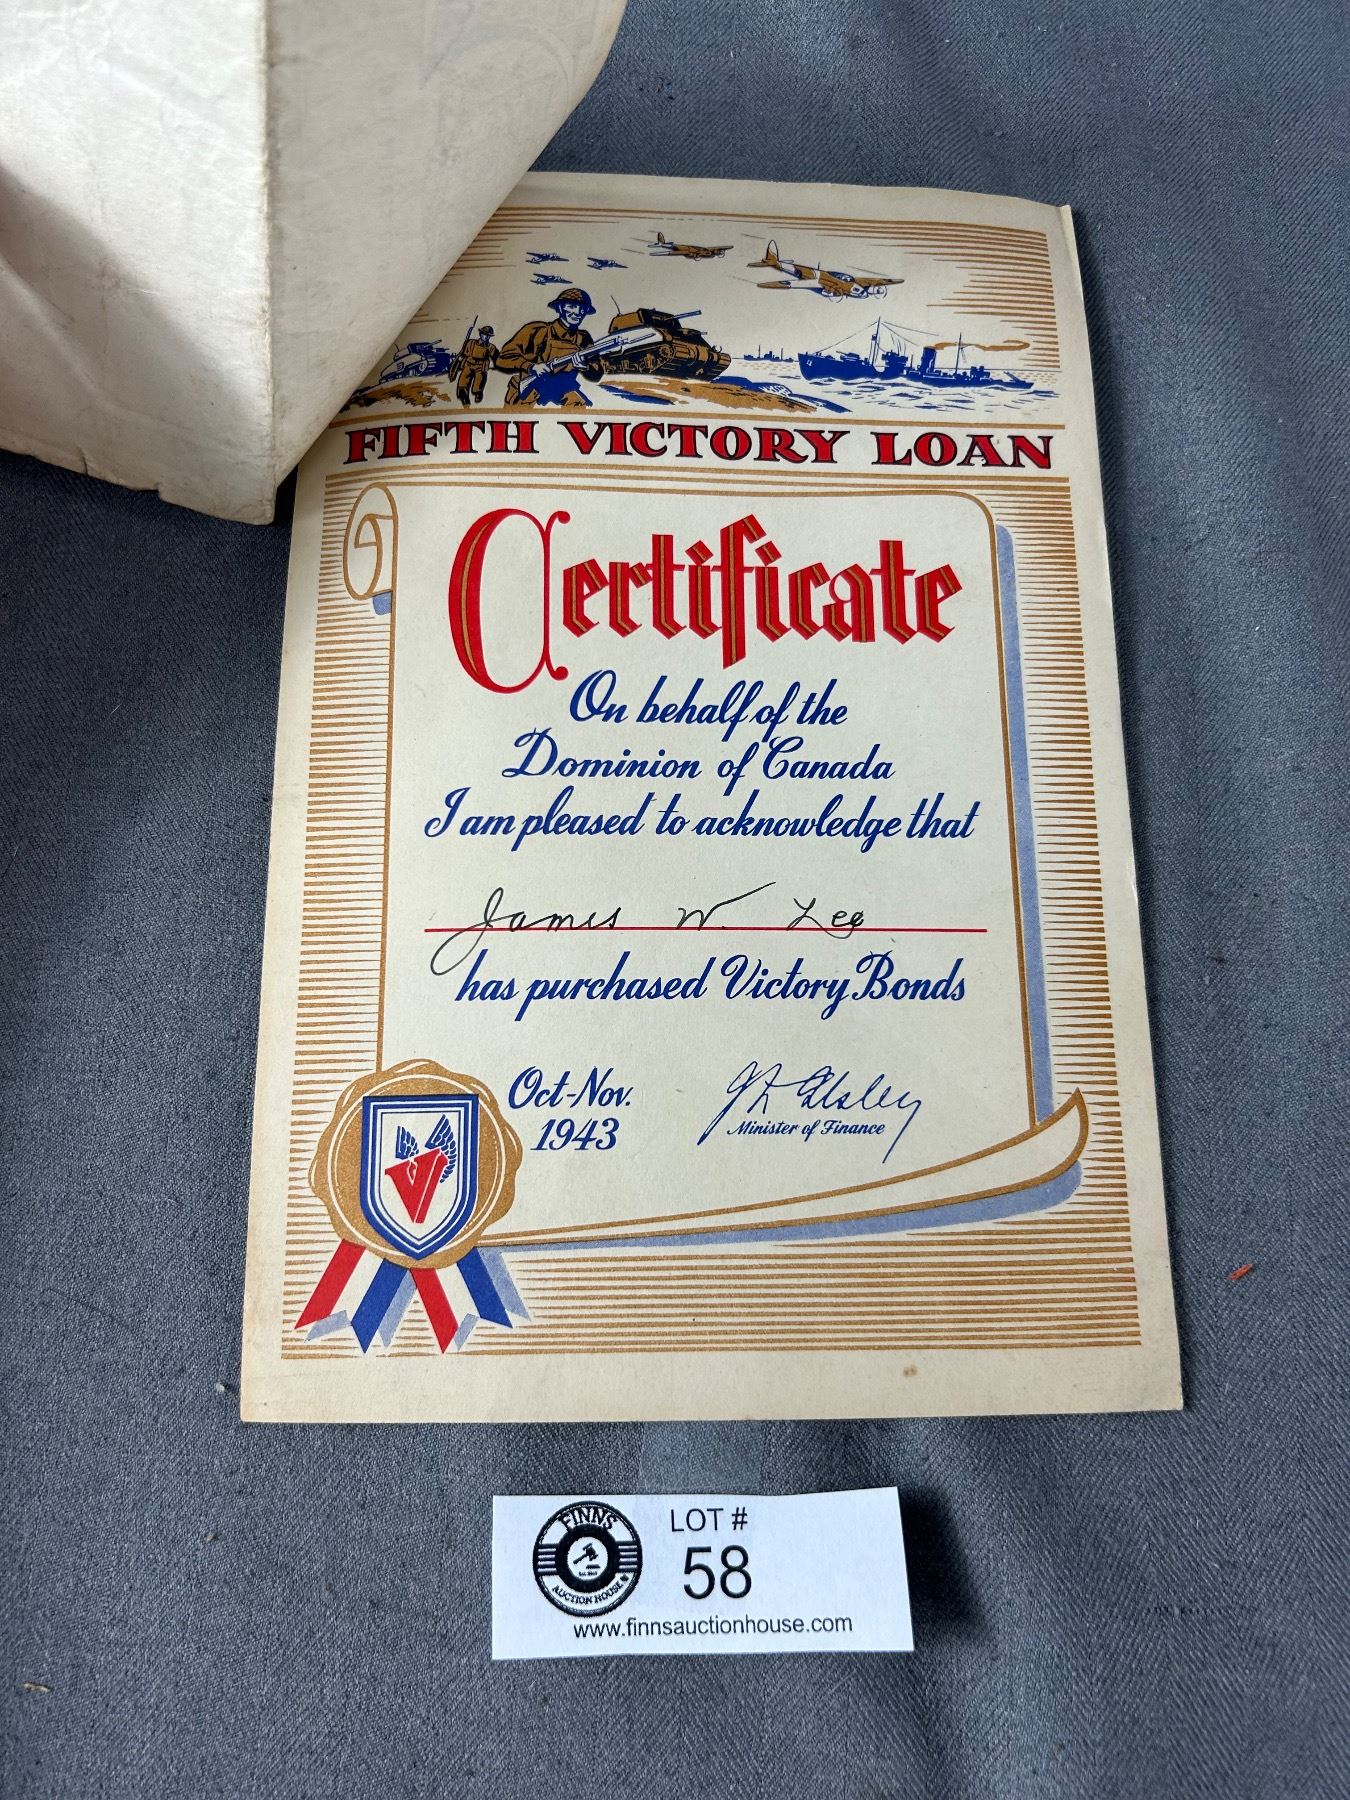 FIFTH VICTORY LOAN
Certificate
On behalf of the
Dominion of Canada
I am pleased to acknowledge that
James W. Lee
has purchased Victory Bonds
Oct-Nov.
1943
J L Ilsley
Minister of Finance
FINNS
AUCTION HOUSE
LOT #
58
www.finnsauctionhouse.com